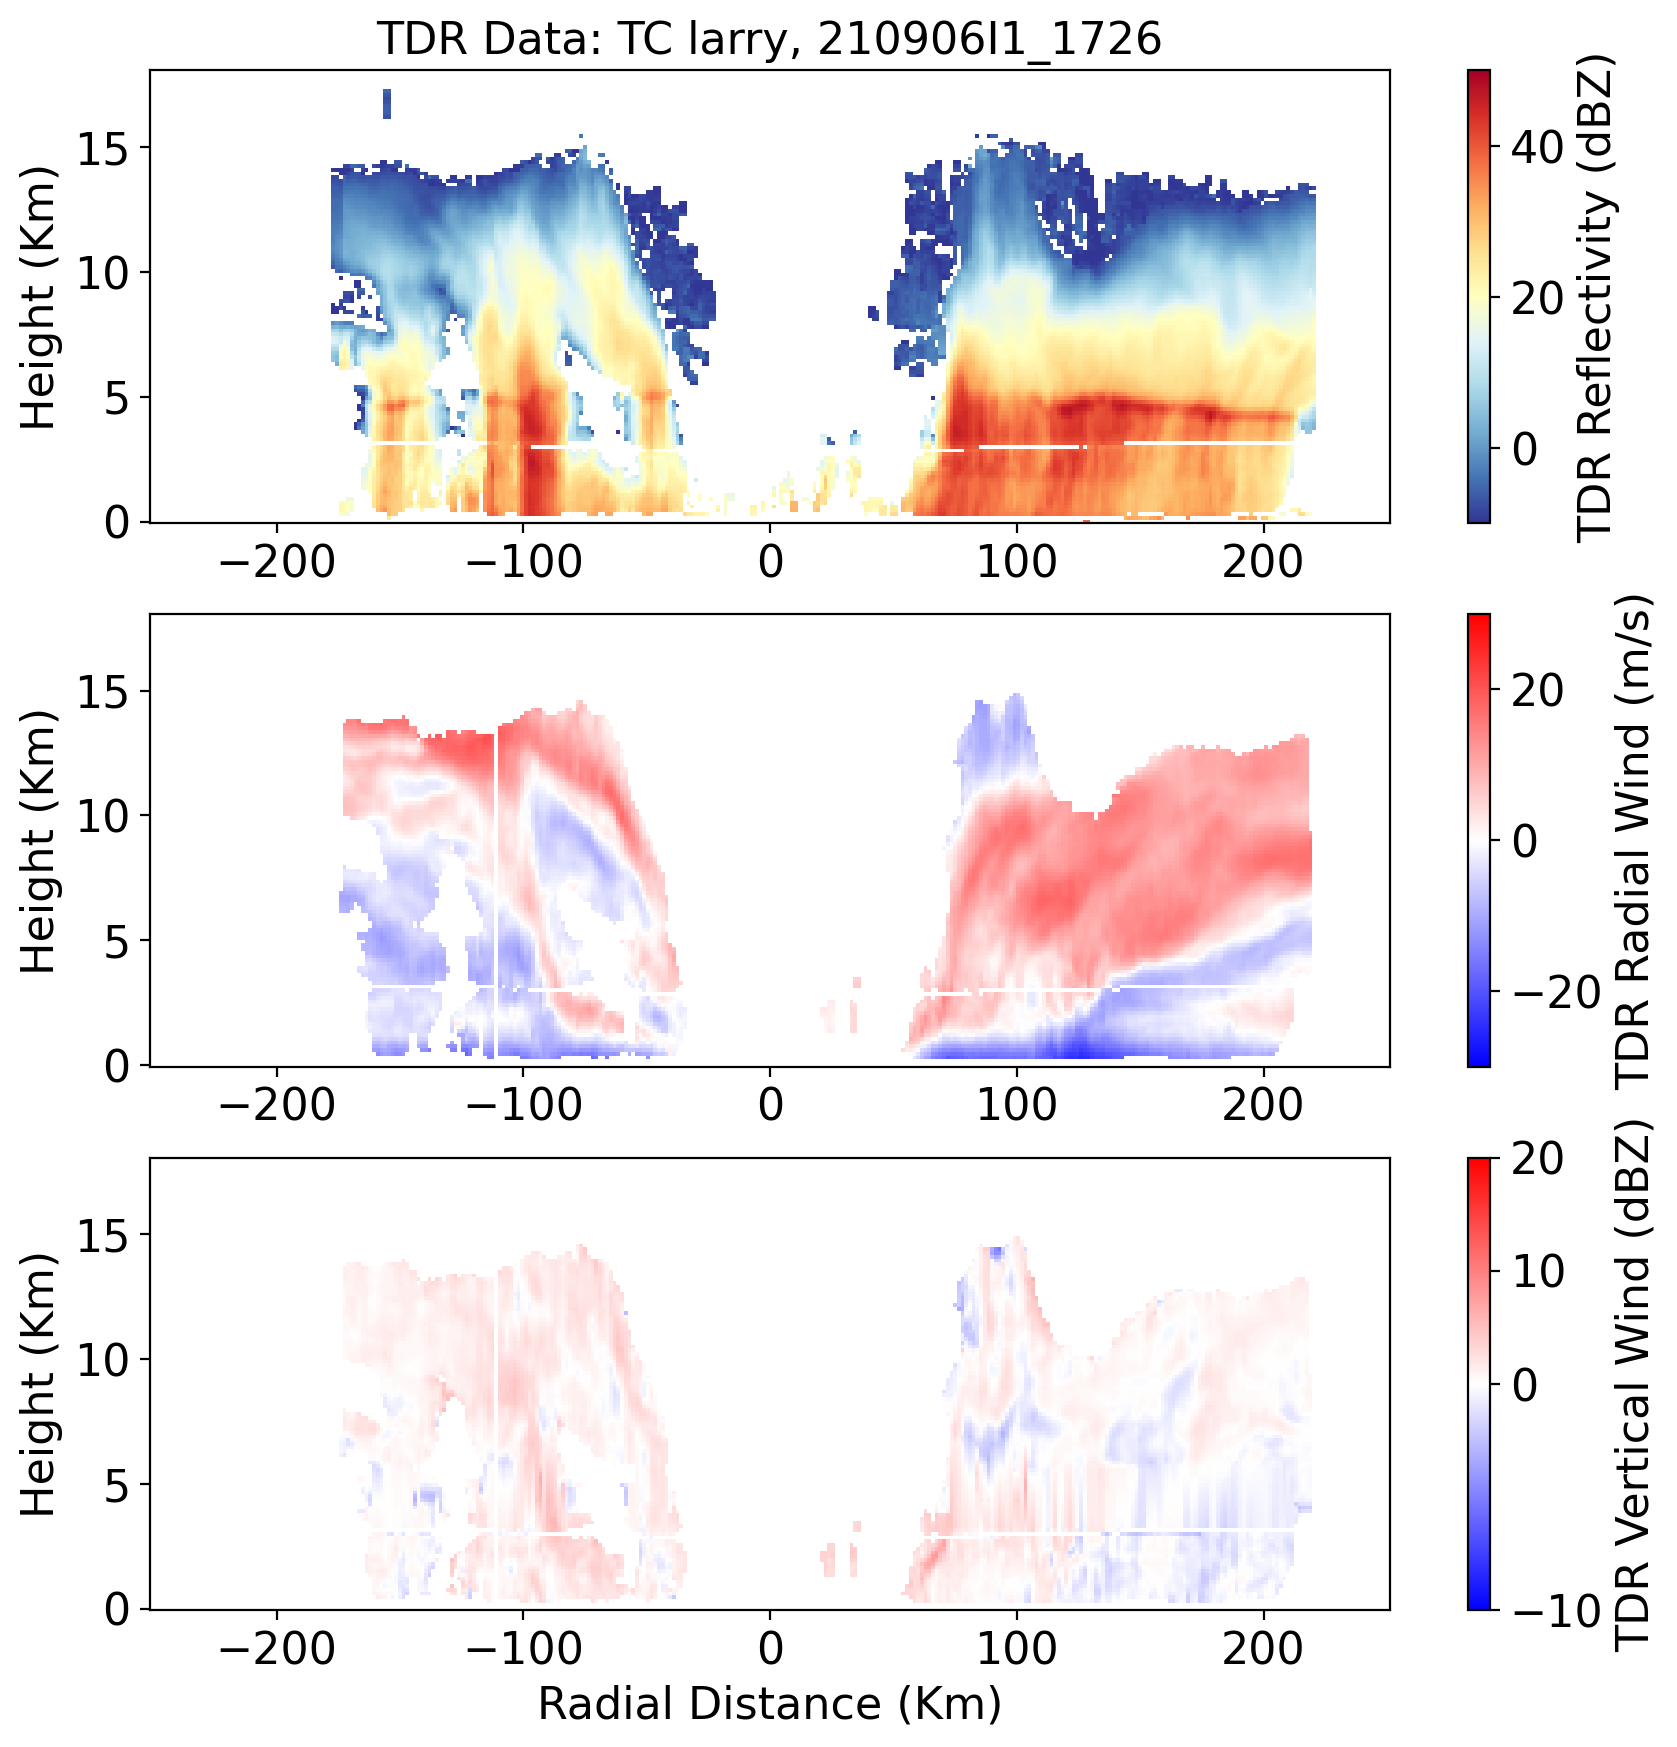 TDR Data: TC larry, 210906I1_1726
15
10
5
0
Height (Km)
−200 −100 0 100 200
40
20
0
TDR Reflectivity (dBZ)
15
10
5
0
Height (Km)
−200 −100 0 100 200
20
0
−20
TDR Radial Wind (m/s)
15
10
5
0
Height (Km)
−200 −100 0 100 200
Radial Distance (Km)
20
10
0
−10
TDR Vertical Wind (dBZ)